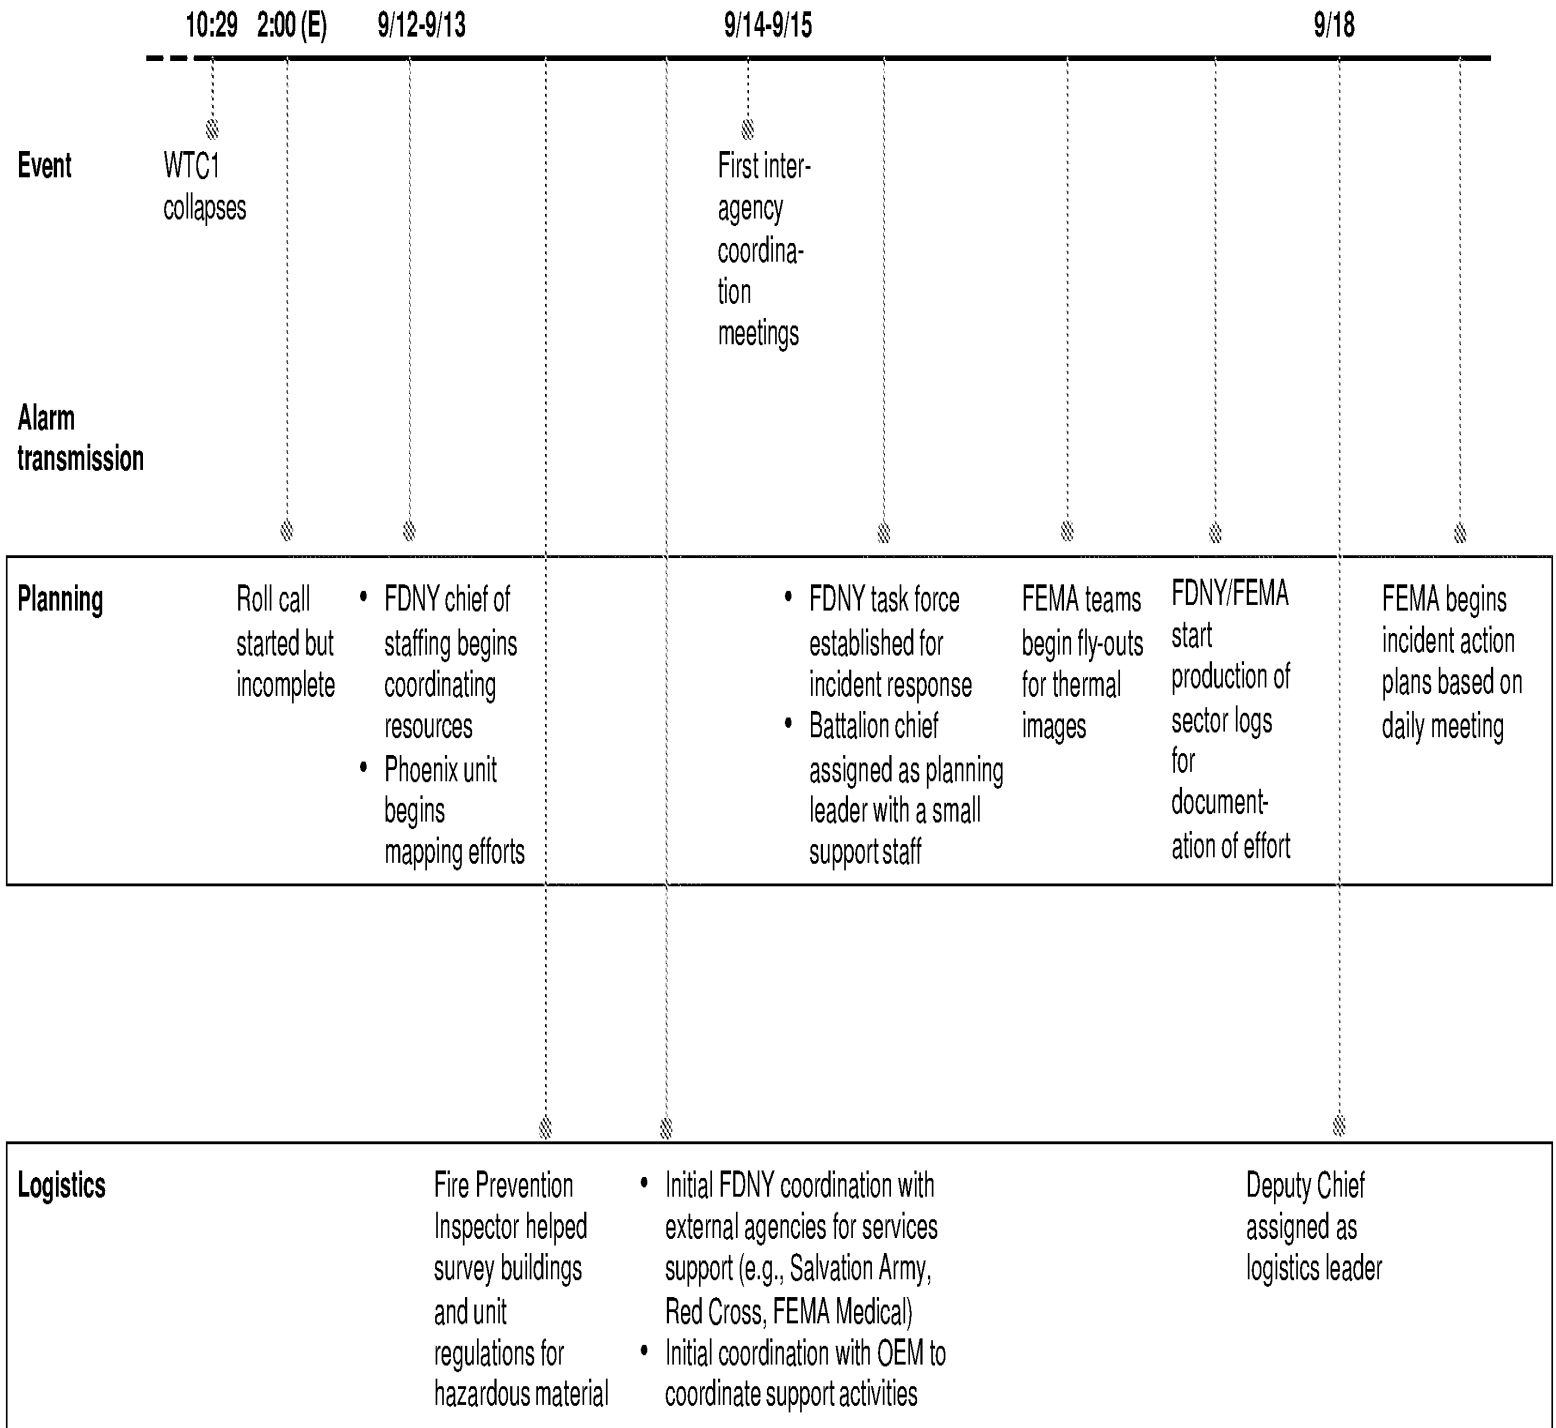 10:29 2:00 (E) 9/12-9/13 9/14-9/15 9/18
Event
WTC1
collapses
First inter-
agency
coordina-
tion
meetings
Alarm
transmission
Planning
Roll call
started but
incomplete
• FDNY chief of
staffing begins
coordinating
resources
• Phoenix unit
begins
mapping efforts
• FDNY task force
established for
incident response
• Battalion chief
assigned as planning
leader with a small
support staff
FEMA teams
begin fly-outs
for thermal
images
FDNY/FEMA
start
production of
sector logs
for
document-
ation of effort
FEMA begins
incident action
plans based on
daily meeting
Logistics
Fire Prevention
Inspector helped
survey buildings
and unit
regulations for
hazardous material
• Initial FDNY coordination with
external agencies for services
support (e.g., Salvation Army,
Red Cross, FEMA Medical)
• Initial coordination with OEM to
coordinate support activities
Deputy Chief
assigned as
logistics leader